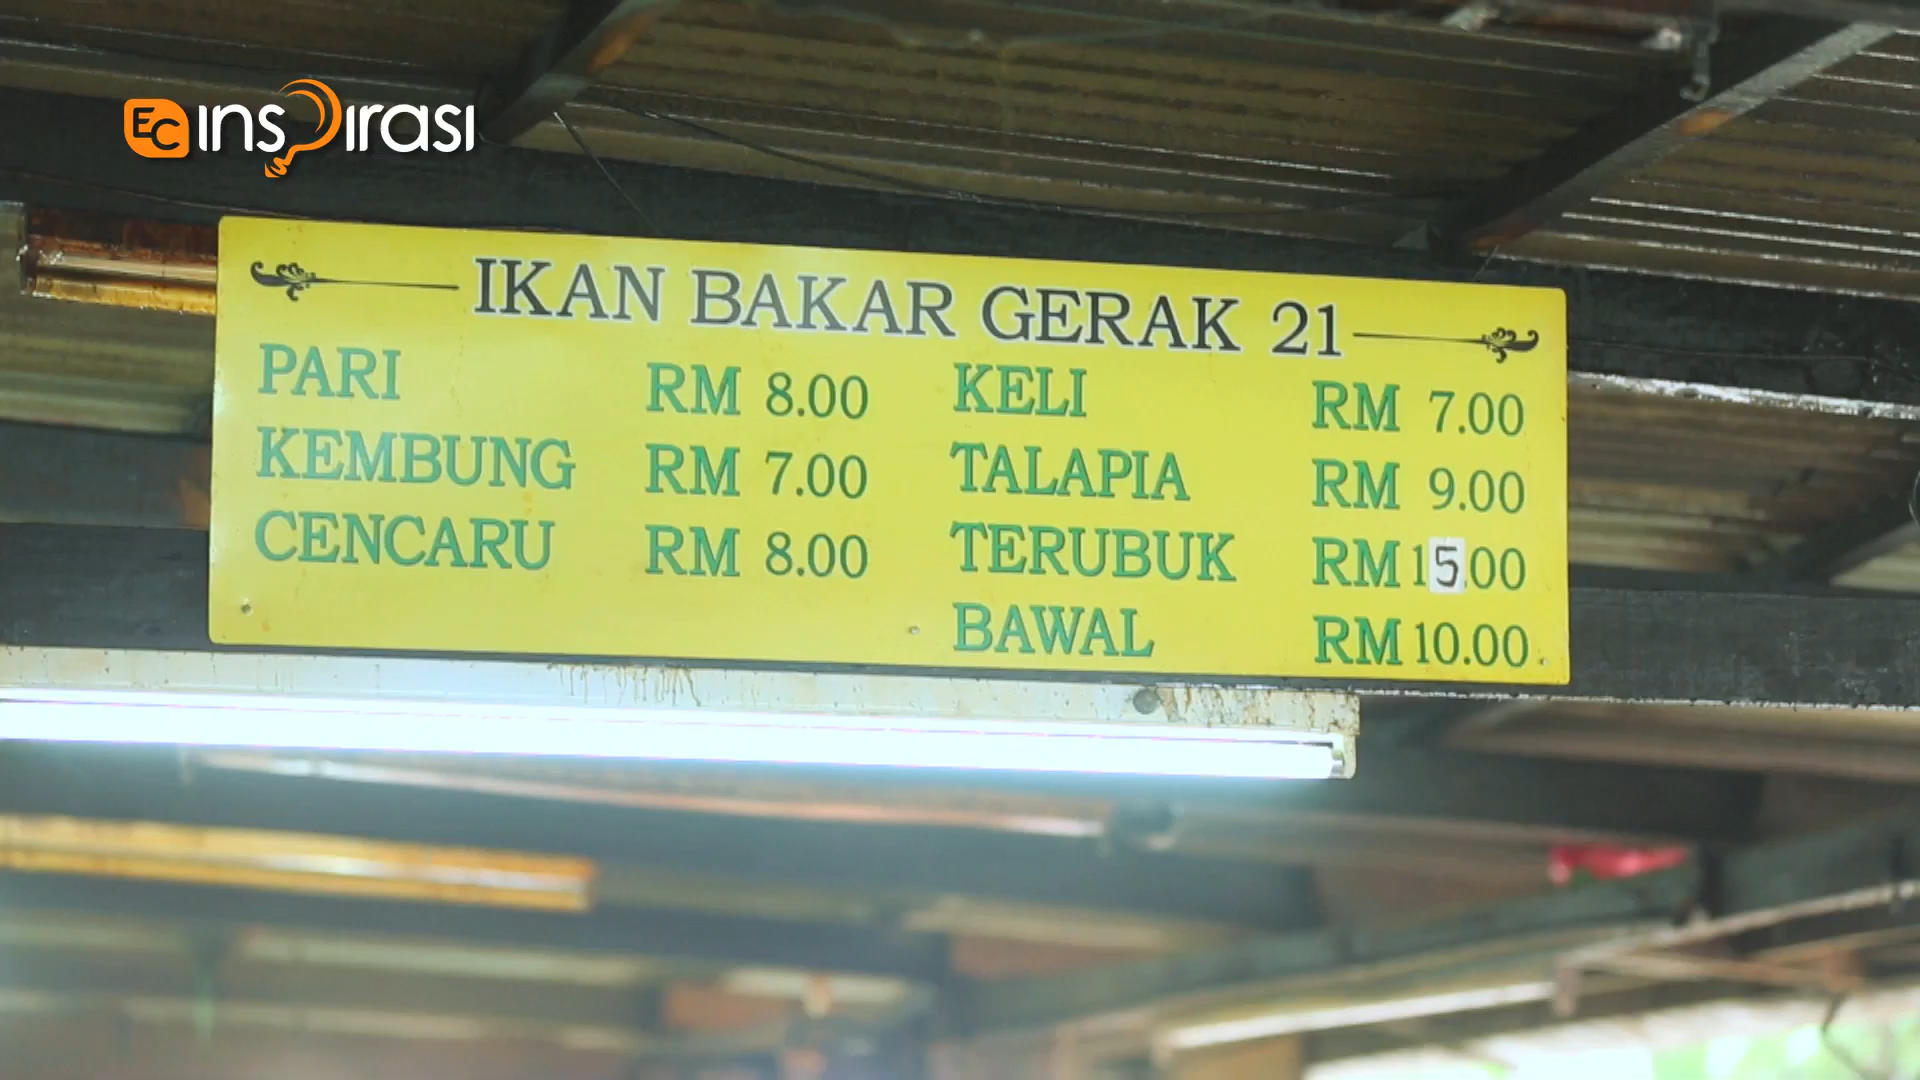 EC inspirasi
IKAN BAKAR GERAK 21
PARI RM 8.00
KEMBUNG RM 7.00
CENCARU RM 8.00
KELI RM 7.00
TALAPIA RM 9.00
TERUBUK RM 15.00
BAWAL RM 10.00